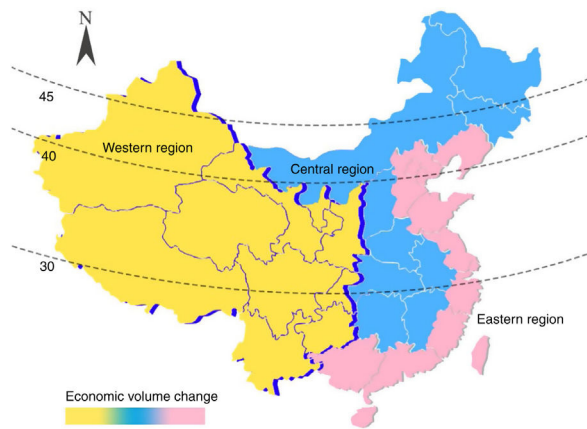 N
45
40
Western region
Central region
30
Eastern region
Economic volume change